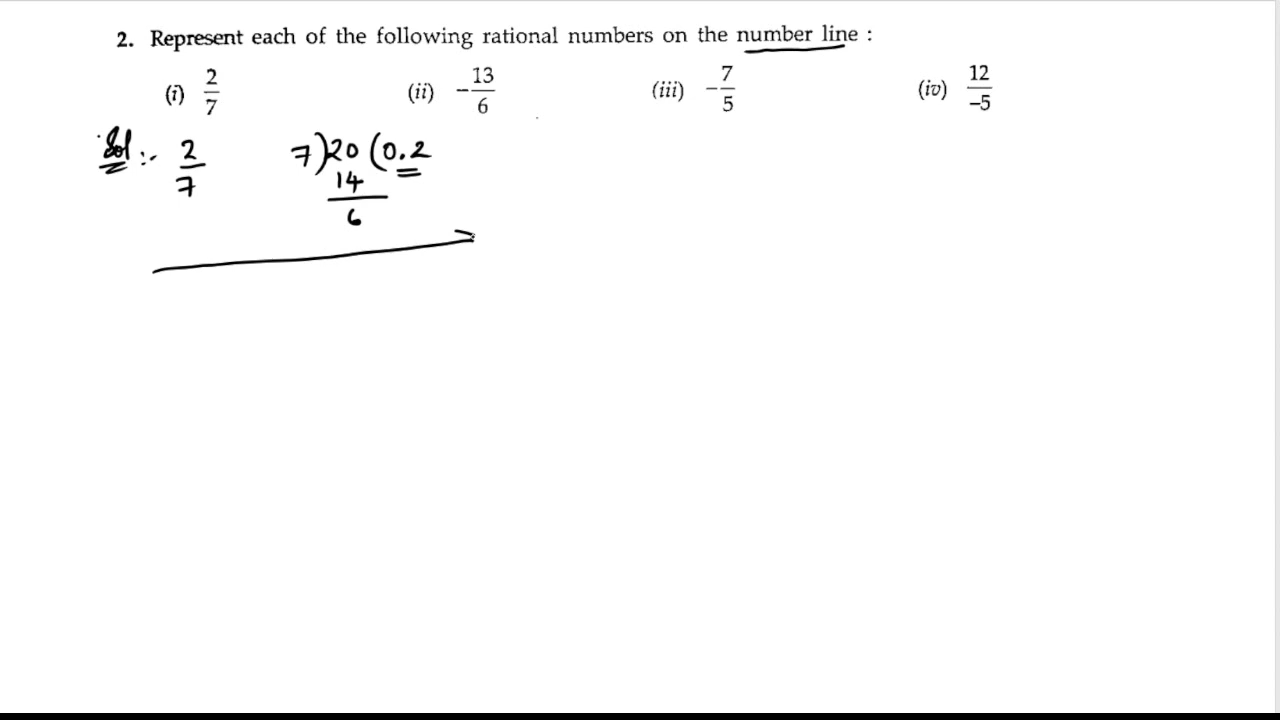 2. Represent each of the following rational numbers on the number line :
(i) 2/7 (ii) -13/6 (iii) -7/5 (iv) 12/-5
Sol :- 2/7 7)20(0.2
14
6